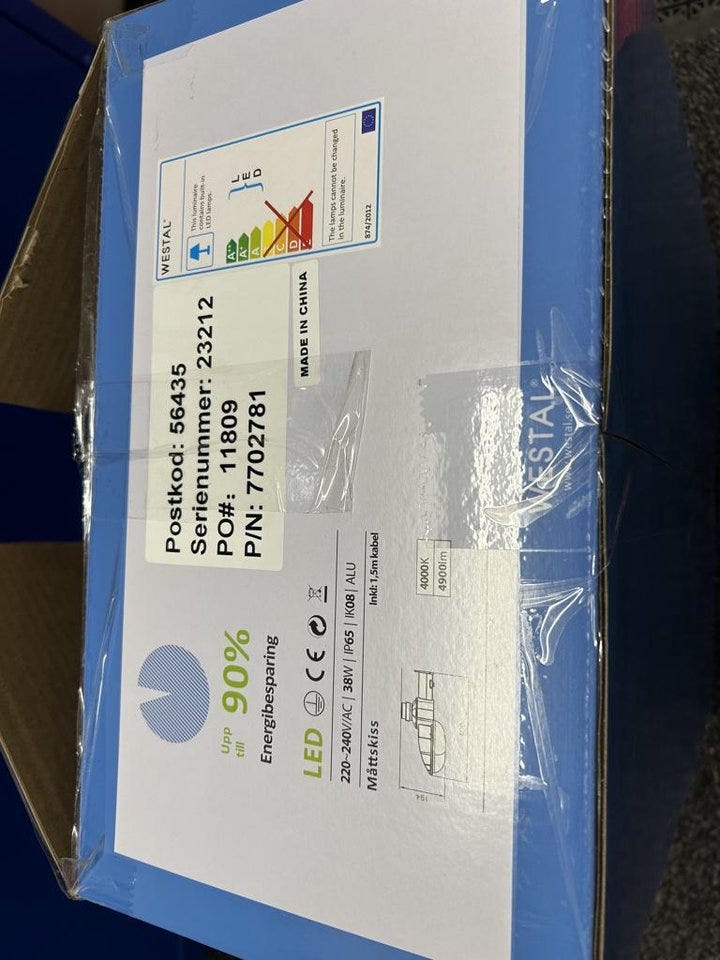 Upp
till 90%
Energibesparing
LED CE
220~240V/AC | 38W | IP65 | IK08 | ALU
Måttskiss
Inkl: 1,5m kabel
194
4000K
4900lm
Postkod: 56435
Serienummer: 23212
PO#: 11809
P/N: 7702781
MADE IN CHINA
WESTAL®
This luminaire
contains built-in
LED lamps.
A++
A+
A
B
C
D
E
L
E
D
The lamps cannot be changed
in the luminaire.
874/2012
WESTAL®
www.westal.se